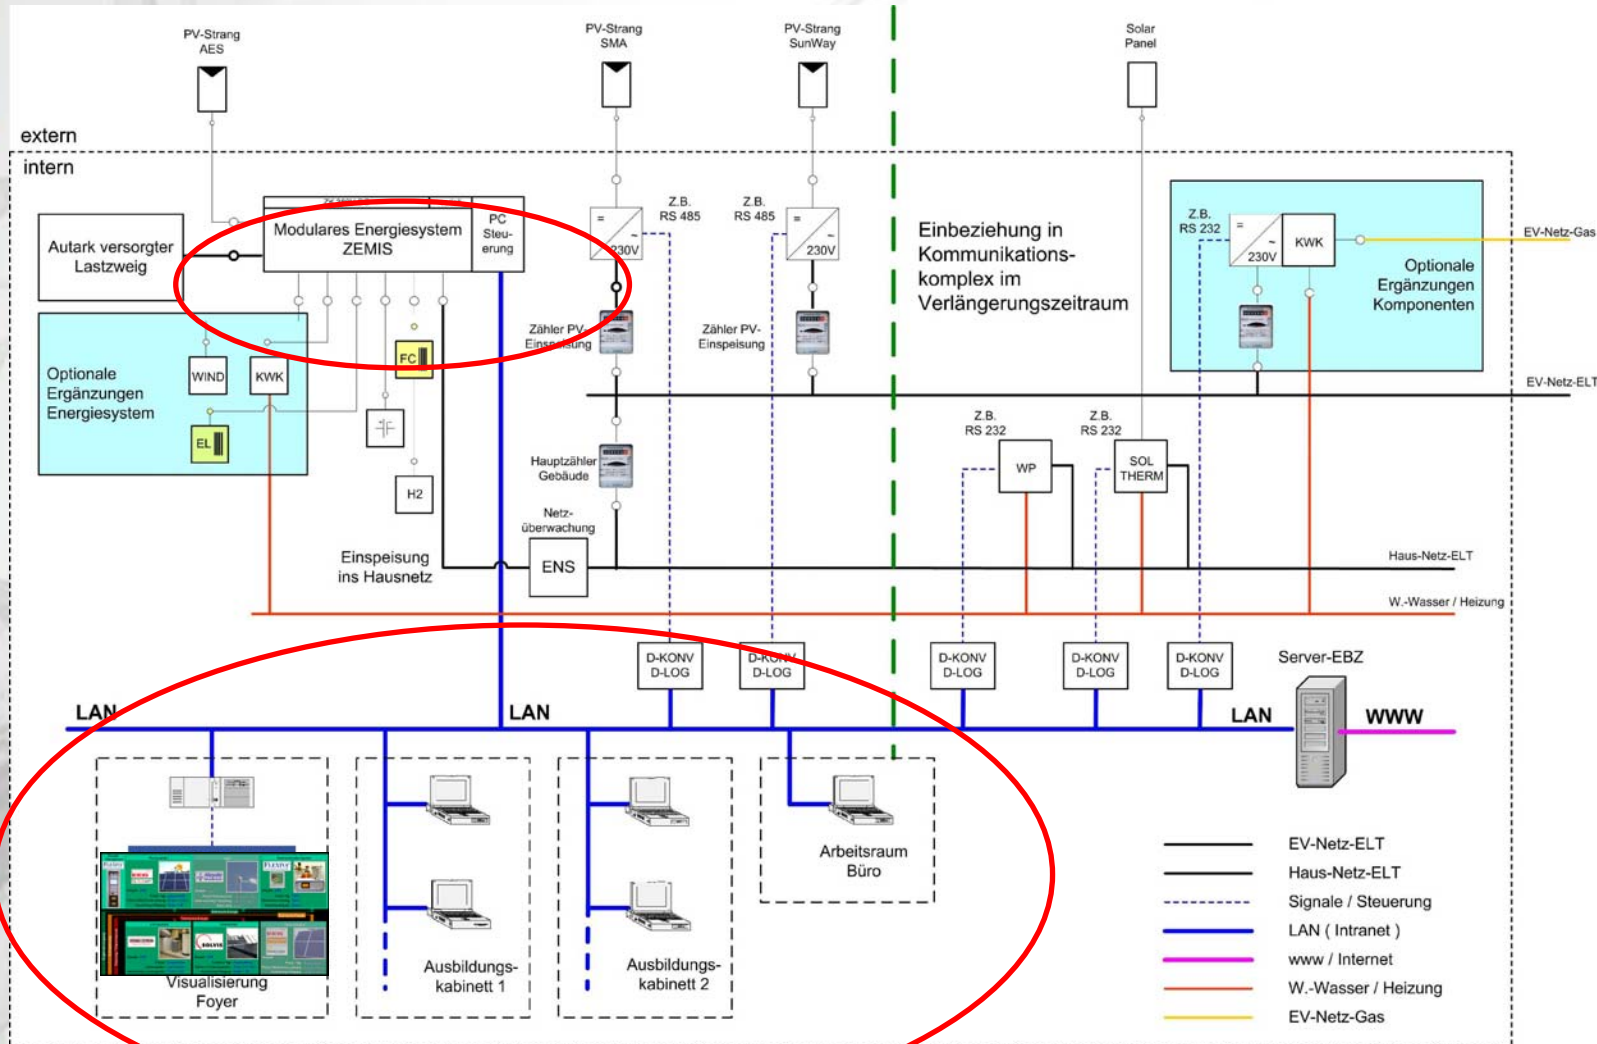 PV-Strang
AES
PV-Strang
SMA
PV-Strang
SunWay
Solar
Panel
extern
intern
Autark versorgter
Lastzweig
Modulares Energiesystem
ZEMIS
PC
Steu-
erung
=
~
230V
Z.B.
RS 485
=
~
230V
Z.B.
RS 485
Einbeziehung in
Kommunikations-
komplex im
Verlängerungszeitraum
Z.B.
RS 232
=
~
230V
KWK
EV-Netz-Gas
Optionale
Ergänzungen
Komponenten
Zähler PV-
Einspeisung
Zähler PV-
Einspeisung
Optionale
Ergänzungen
Energiesystem
WIND
KWK
FC
EL
H2
EV-Netz-ELT
Hauptzähler
Gebäude
Z.B.
RS 232
WP
Z.B.
RS 232
SOL
THERM
Netz-
überwachung
ENS
Einspeisung
ins Hausnetz
Haus-Netz-ELT
W.-Wasser / Heizung
D-KONV
D-LOG
D-KONV
D-LOG
D-KONV
D-LOG
D-KONV
D-LOG
D-KONV
D-LOG
Server-EBZ
LAN
LAN
LAN
WWW
Visualisierung
Foyer
Ausbildungs-
kabinett 1
Ausbildungs-
kabinett 2
Arbeitsraum
Büro
SOLVIS
EV-Netz-ELT
Haus-Netz-ELT
Signale / Steuerung
LAN ( Intranet )
www / Internet
W.-Wasser / Heizung
EV-Netz-Gas